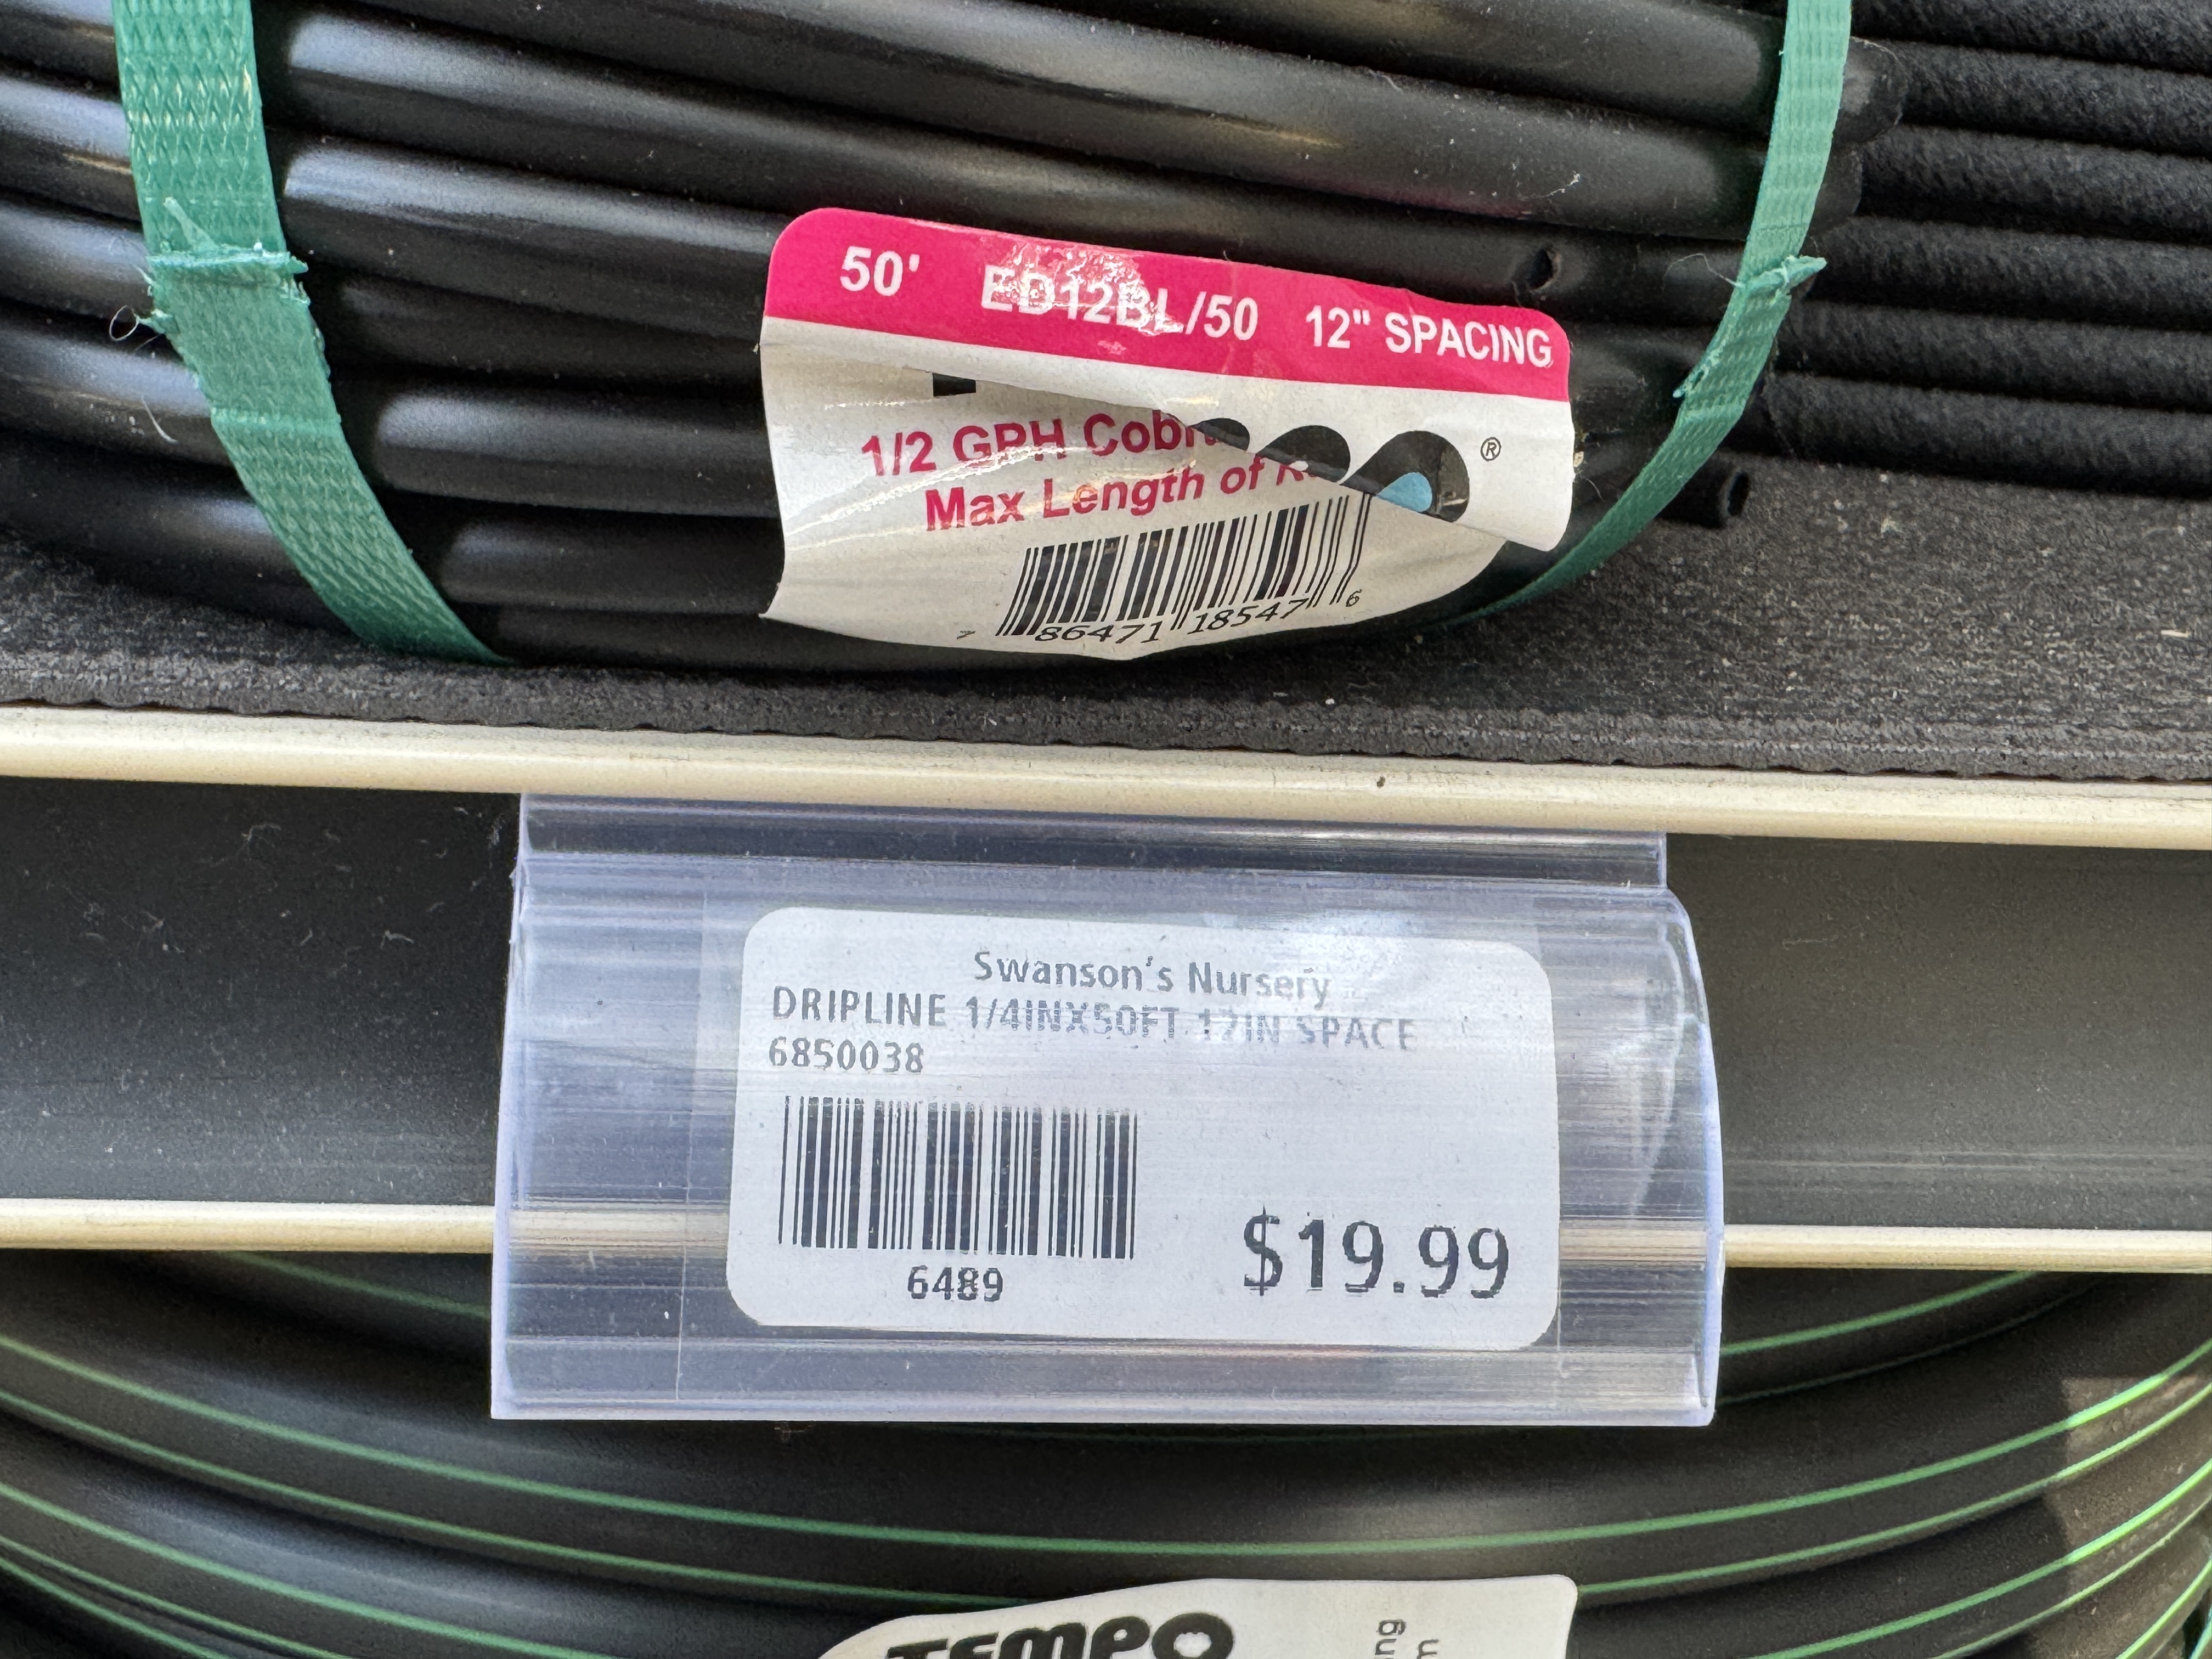 50' ED12BL/50 12" SPACING
®
1/2 GPH
Max Length of
7 86471 18547 6
Swanson's Nursery
DRIPLINE 1/4INX50FT 12IN SPACE
6850038
6489
$19.99
TEMPO